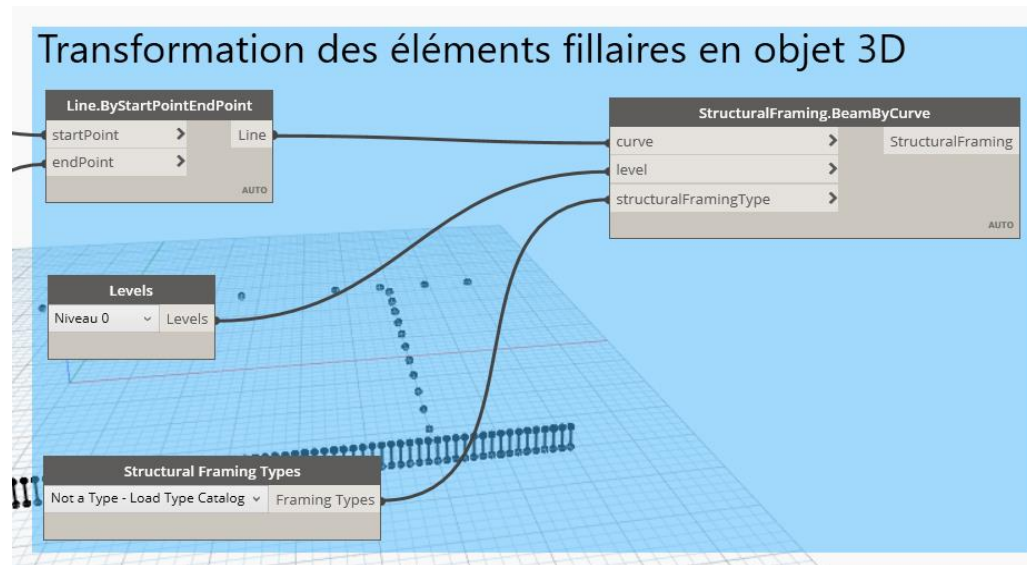 Transformation des éléments fillaires en objet 3D
Line.ByStartPointEndPoint
startPoint > Line
endPoint >
AUTO
StructuralFraming.BeamByCurve
curve > StructuralFraming
level >
structuralFramingType >
AUTO
Levels
Niveau 0 Levels
Structural Framing Types
Not a Type - Load Type Catalog Framing Types